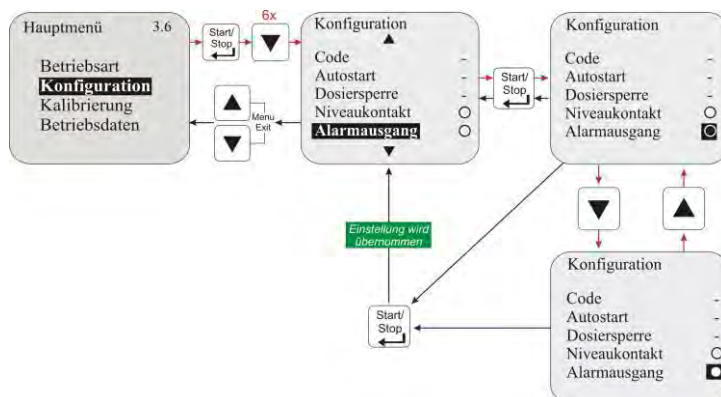 Hauptmenü 3.6
Betriebsart
Konfiguration
Kalibrierung
Betriebsdaten
Start/
Stop
6x
Menu
Exit
Konfiguration
Code -
Autostart -
Dosiersperre -
Niveaukontakt
Alarmausgang
Start/
Stop
Konfiguration
Code -
Autostart -
Dosiersperre -
Niveaukontakt
Alarmausgang
Einstellung wird
übernommen
Start/
Stop
Konfiguration
Code -
Autostart -
Dosiersperre -
Niveaukontakt
Alarmausgang